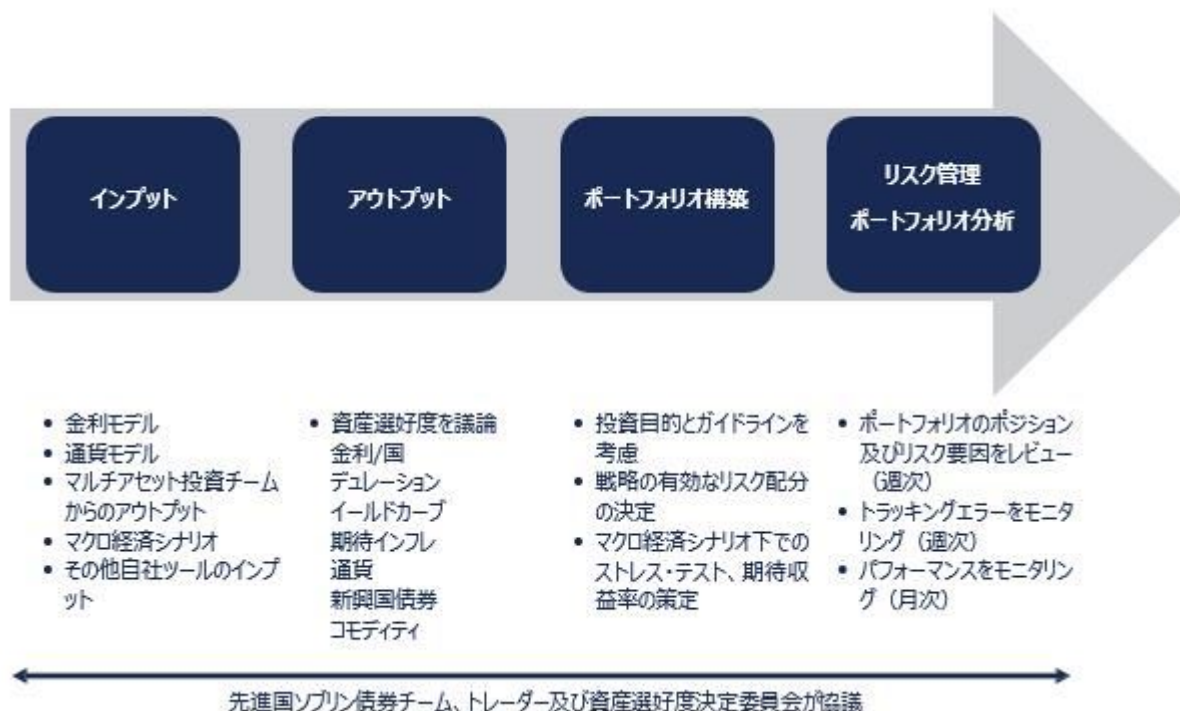 インプット
アウトプット
ポートフォリオ構築
リスク管理
ポートフォリオ分析
• 金利モデル
• 通貨モデル
• マルチアセット投資チーム
からのアウトプット
• マクロ経済シナリオ
• その他自社ツールのインプ
ット
• 資産選好度を議論
金利/国
デュレーション
イールドカーブ
期待インフレ
通貨
新興国債券
コモディティ
• 投資目的とガイドラインを
考慮
• 戦略の有効なリスク配分
の決定
• マクロ経済シナリオ下での
ストレス・テスト、期待収
益率の策定
• ポートフォリオのポジション
及びリスク要因をレビュー
（週次）
• トラッキングエラーをモニタ
リング（週次）
• パフォーマンスをモニタリン
グ（月次）
先進国ソブリン債券チーム、トレーダー及び資産選好度決定委員会が協議